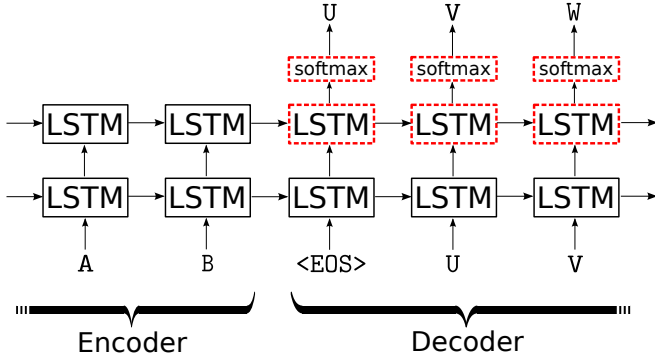 U V W
softmax softmax softmax
LSTM LSTM LSTM LSTM LSTM
LSTM LSTM LSTM LSTM LSTM
A B <EOS> U V
Encoder Decoder